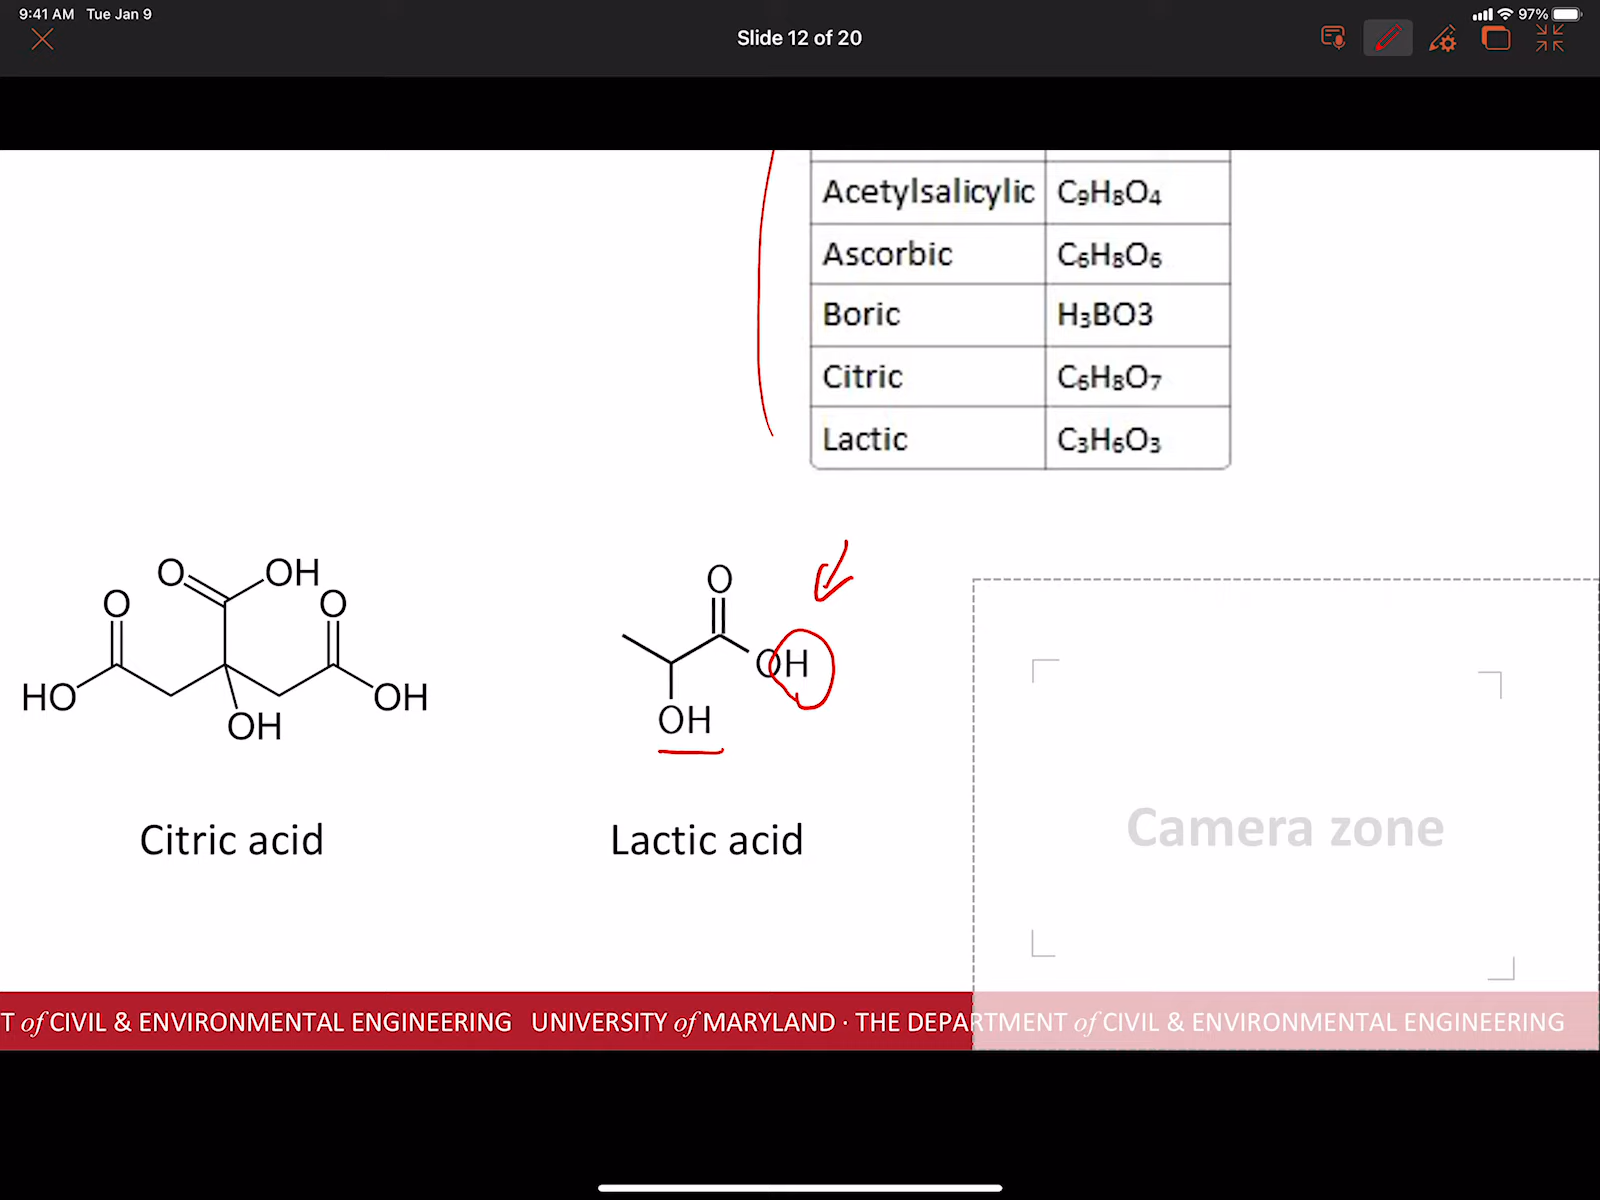 9:41 AM Tue Jan 9
97%
Slide 12 of 20
Acetylsalicylic C₉H₈O₄
Ascorbic C₆H₈O₆
Boric H₃BO3
Citric C₆H₈O₇
Lactic C₃H₆O₃
O OH
O O
HO OH
OH
O
OH
OH
Citric acid
Lactic acid
Camera zone
T of CIVIL & ENVIRONMENTAL ENGINEERING UNIVERSITY of MARYLAND · THE DEPARTMENT of CIVIL & ENVIRONMENTAL ENGINEERING